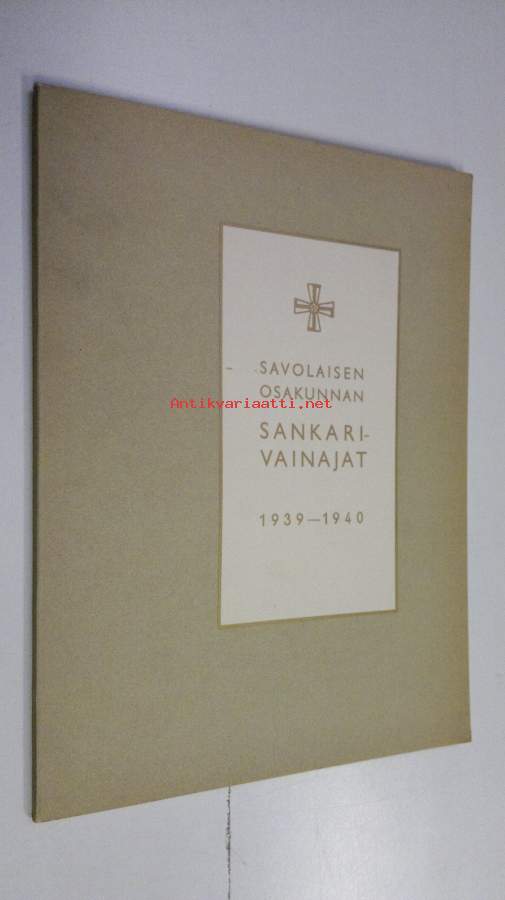 SAVOLAISEN
OSAKUNNAN
Antikvariaatti.net
SANKARI-
VAINAJAT
1939—1940